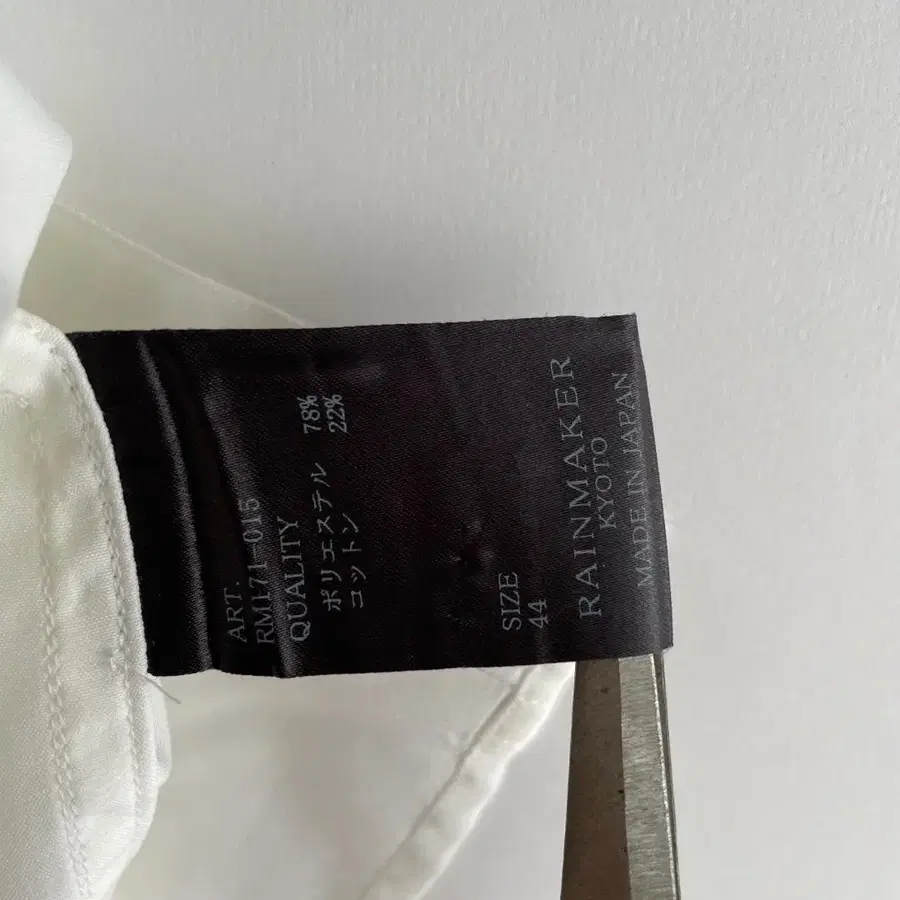 ART.
RM171-015
QUALITY
ポリエステル 78%
コットン 22%
SIZE
44
RAINMAKER
KYOTO
MADE IN JAPAN